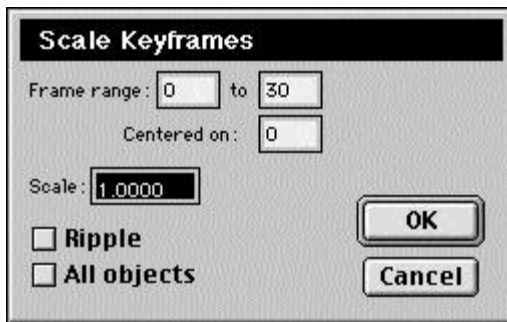 Scale Keyframes
Frame range: 0 to 30
Centered on: 0
Scale: 1.0000
Ripple
All objects
OK
Cancel